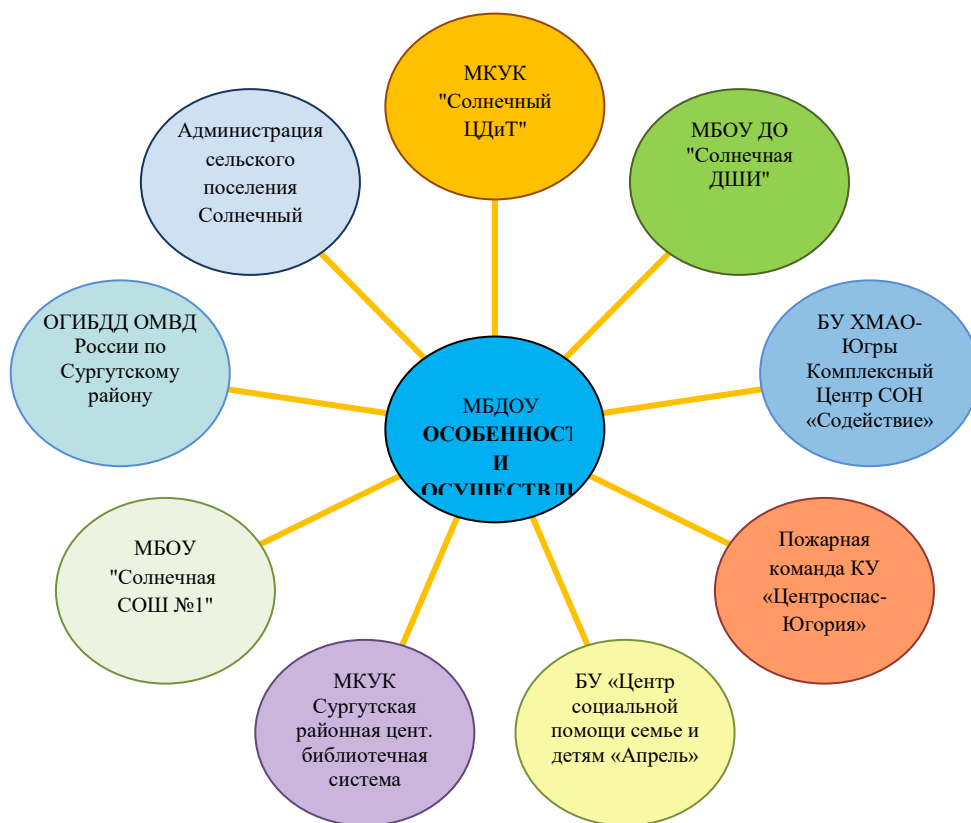 МКУК
"Солнечный
ЦДиТ"
МБОУ ДО
"Солнечная
ДШИ"
БУ ХМАО-
Югры
Комплексный
Центр СОН
«Содействие»
Пожарная
команда КУ
«Центроспас-
Югория»
БУ «Центр
социальной
помощи семье и
детям «Апрель»
МКУК
Сургутская
районная цент.
библиотечная
система
МБОУ
"Солнечная
СОШ №1"
ОГИБДД ОМВД
России по
Сургутскому
району
Администрация
сельского
поселения
Солнечный
МБДОУ
ОСОБЕННОСТ
И